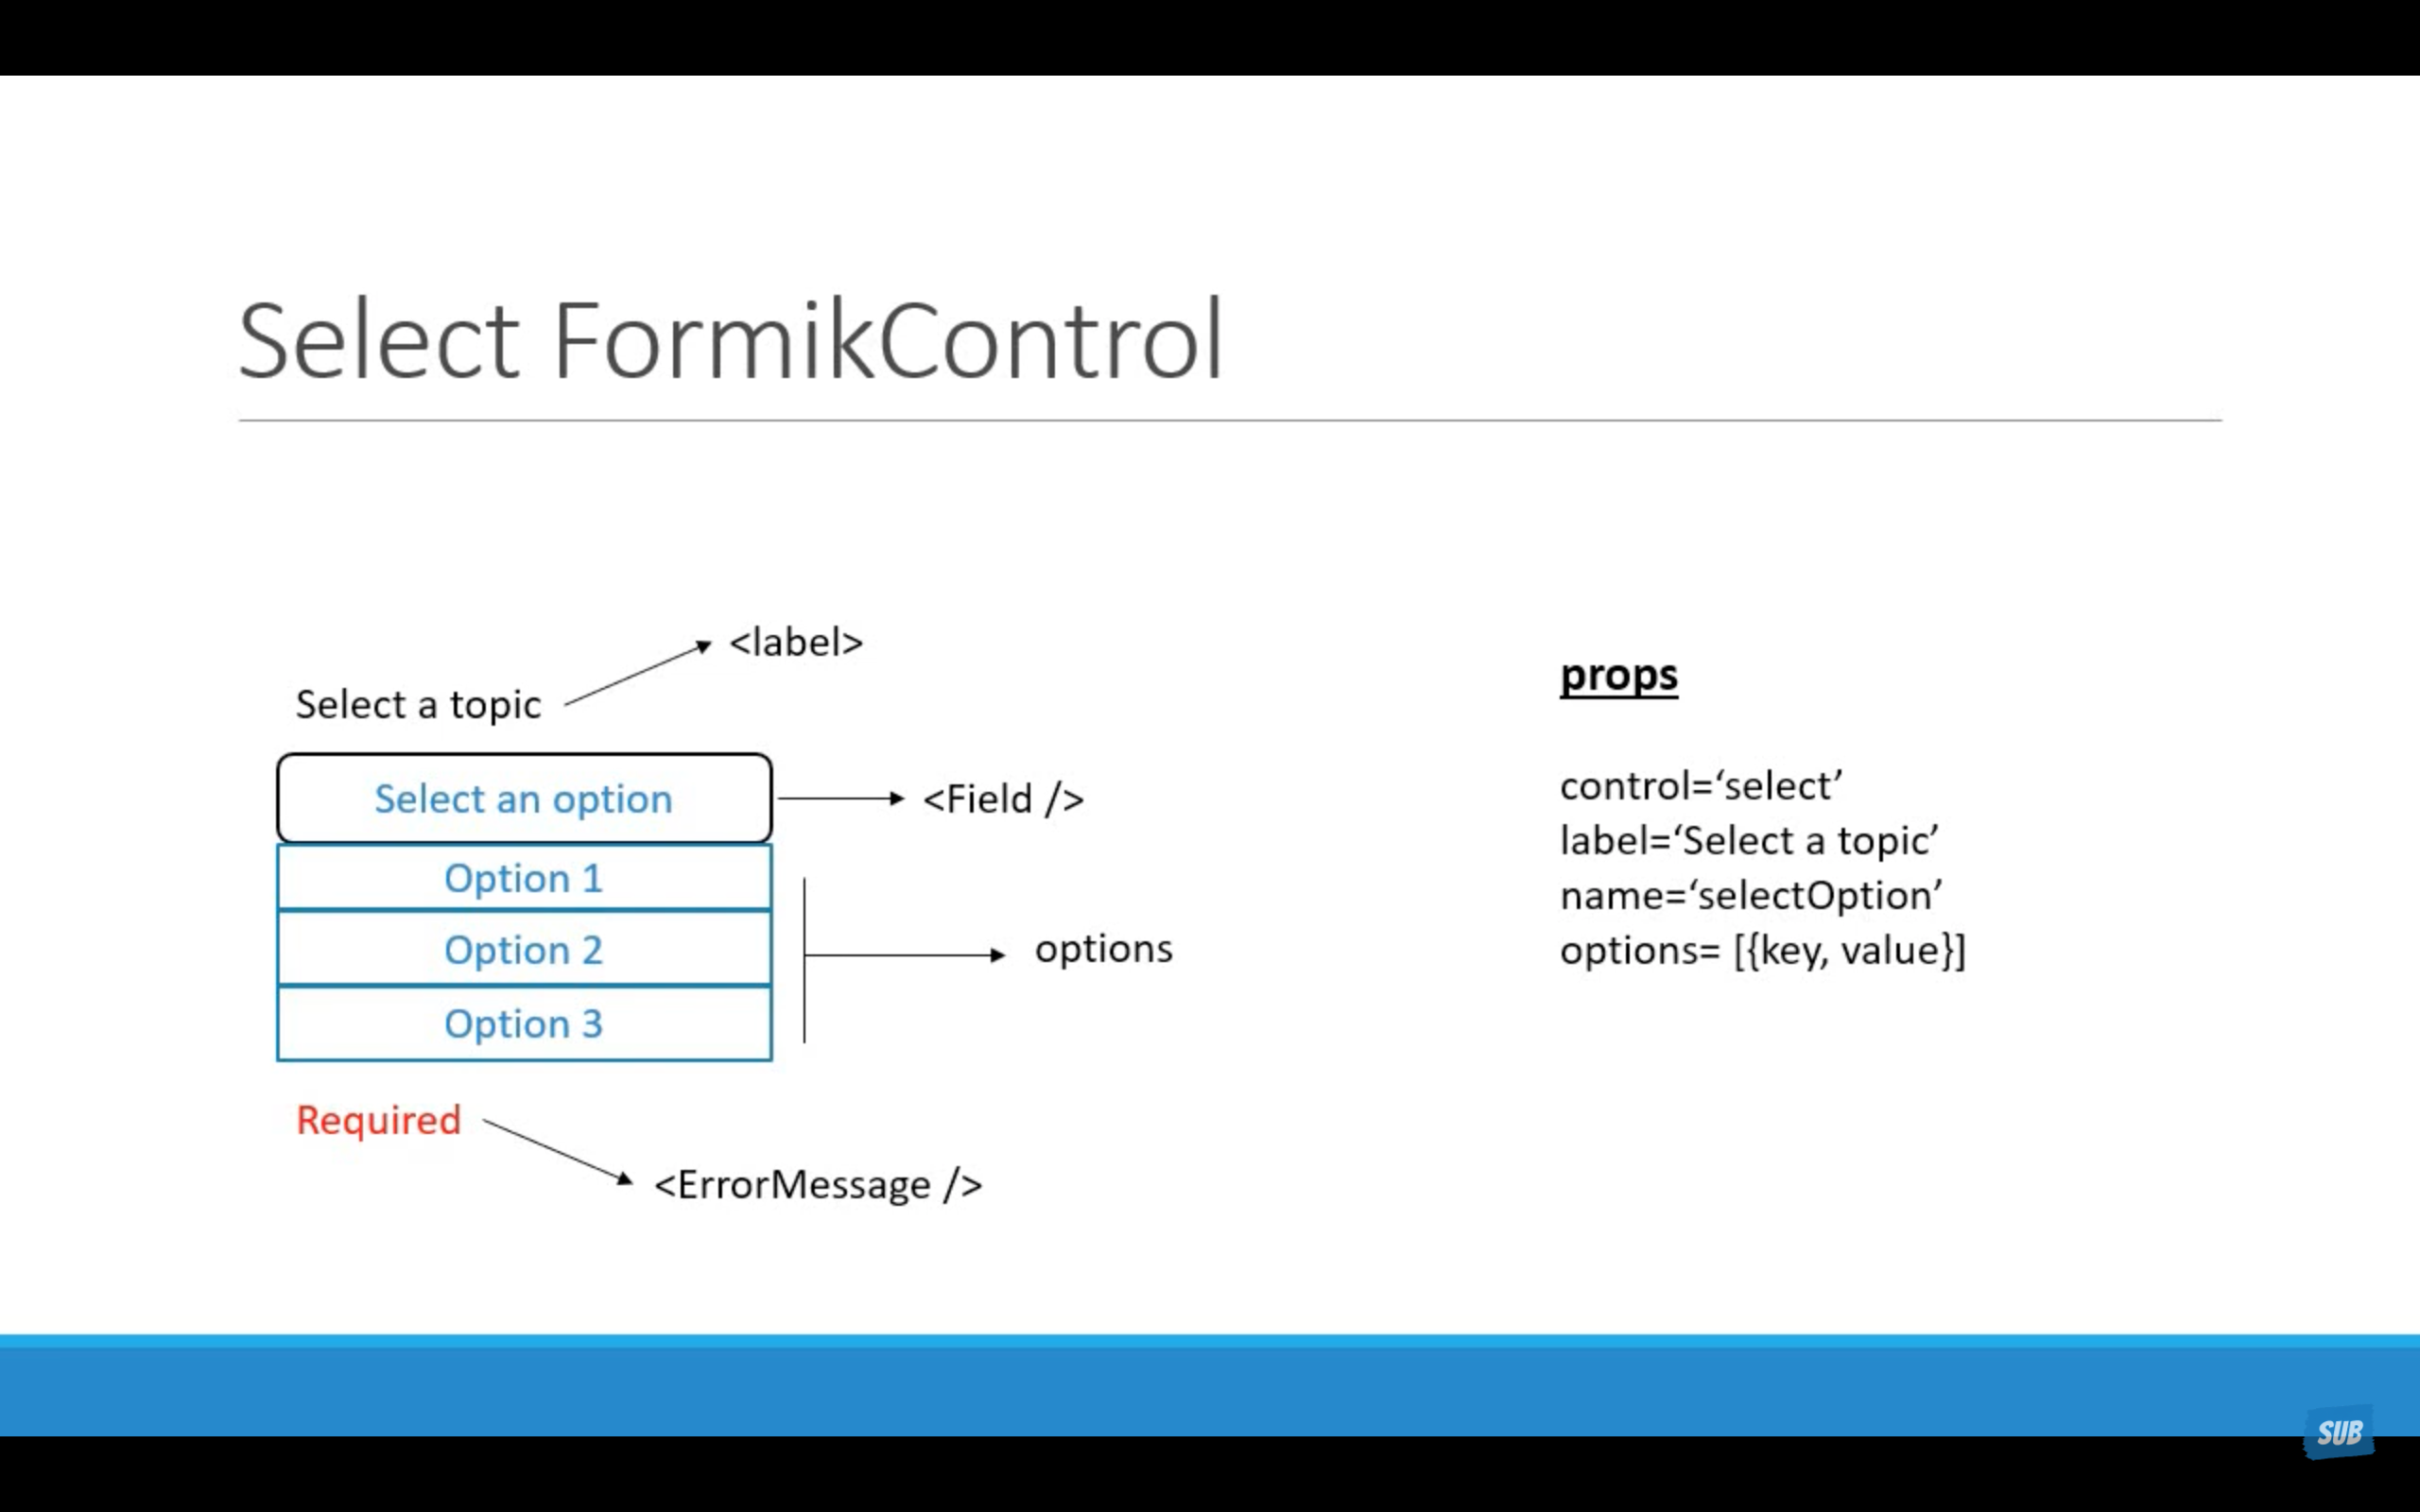 Select FormikControl
<label>
Select a topic
Select an option
<Field />
Option 1
Option 2
options
Option 3
Required
<ErrorMessage />
props
control=‘select’
label=‘Select a topic’
name=‘selectOption’
options= [{key, value}]
SUB